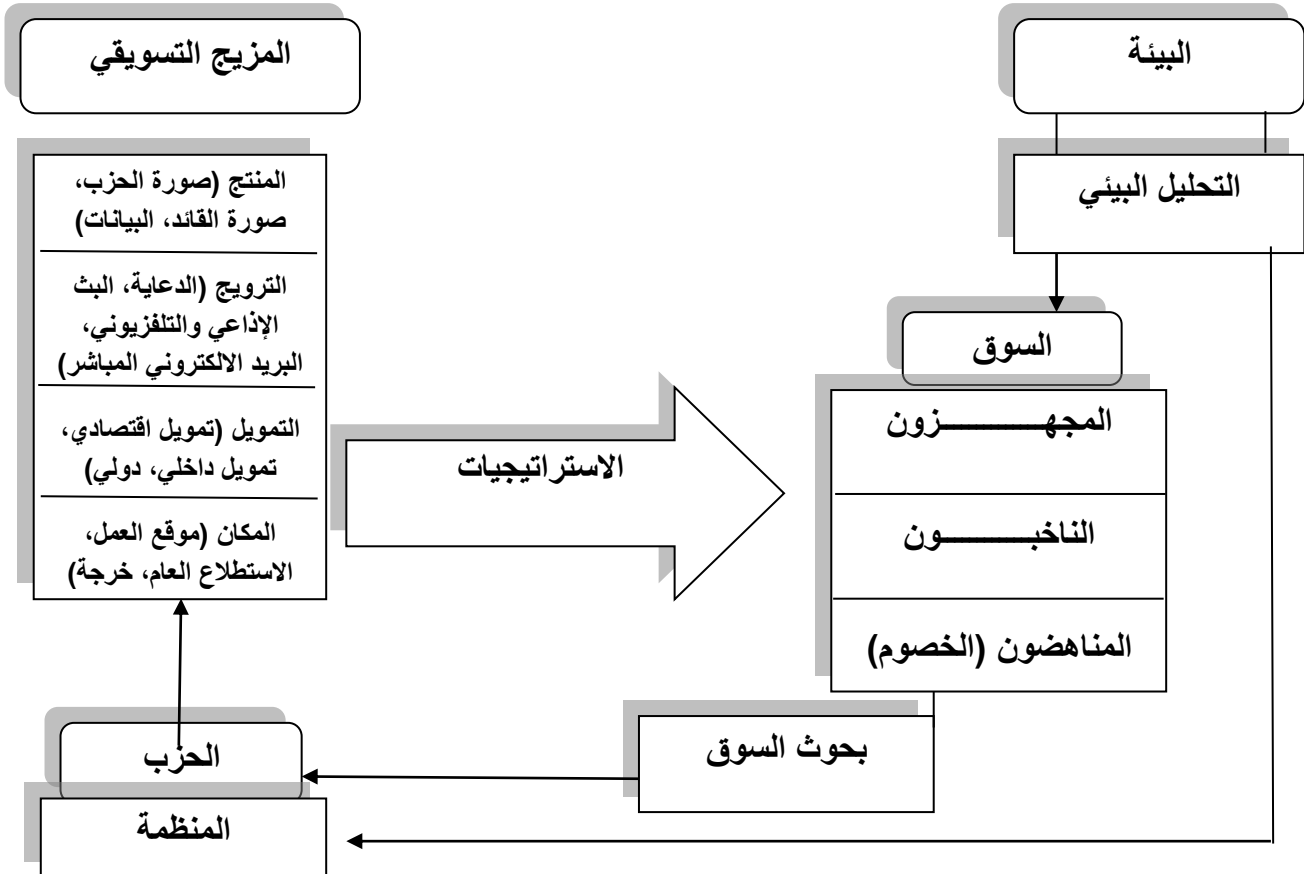 البيئة
المزيج التسويقي
التحليل البيئي
المنتج (صورة الحزب،
صورة القائد، البيانات)
الترويج (الدعاية، البث
الإذاعي والتلفزيوني،
البريد الالكتروني المباشر)
التمويل (تمويل اقتصادي،
تمويل داخلي، دولي)
المكان (موقع العمل،
الاستطلاع العام، خرجة)
الاستراتيجيات
السوق
المجهـــــــــزون
الناخبـــــــــون
المناهضون (الخصوم)
بحوث السوق
الحزب
المنظمة